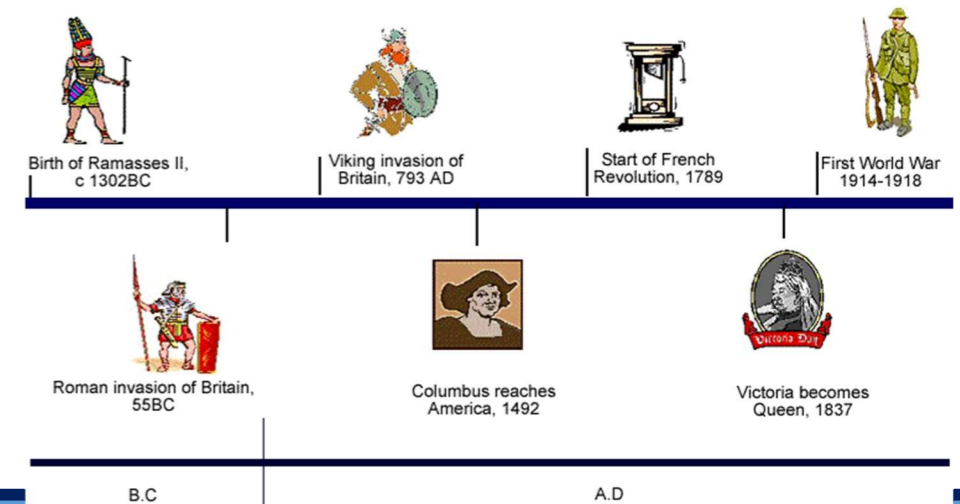 Birth of Ramasses II,
c 1302BC
Viking invasion of
Britain, 793 AD
Start of French
Revolution, 1789
First World War
1914-1918
Victoria Day
Roman invasion of Britain,
55BC
Columbus reaches
America, 1492
Victoria becomes
Queen, 1837
B.C
A.D